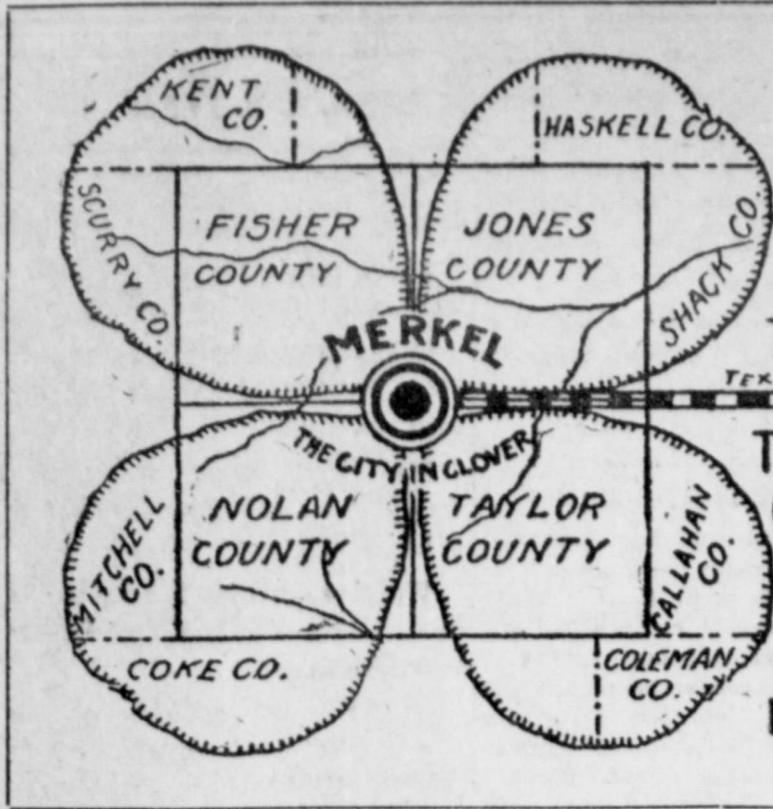 KENT
CO.
HASKELL CO.
SCURRY CO.
FISHER
COUNTY
JONES
COUNTY
SHACK CO.
MERKEL
TEX
THE CITY IN CLOVER
T
MITCHELL
CO.
NOLAN
COUNTY
TAYLOR
COUNTY
CALLAHAN
CO.
COKE CO.
COLEMAN
CO.